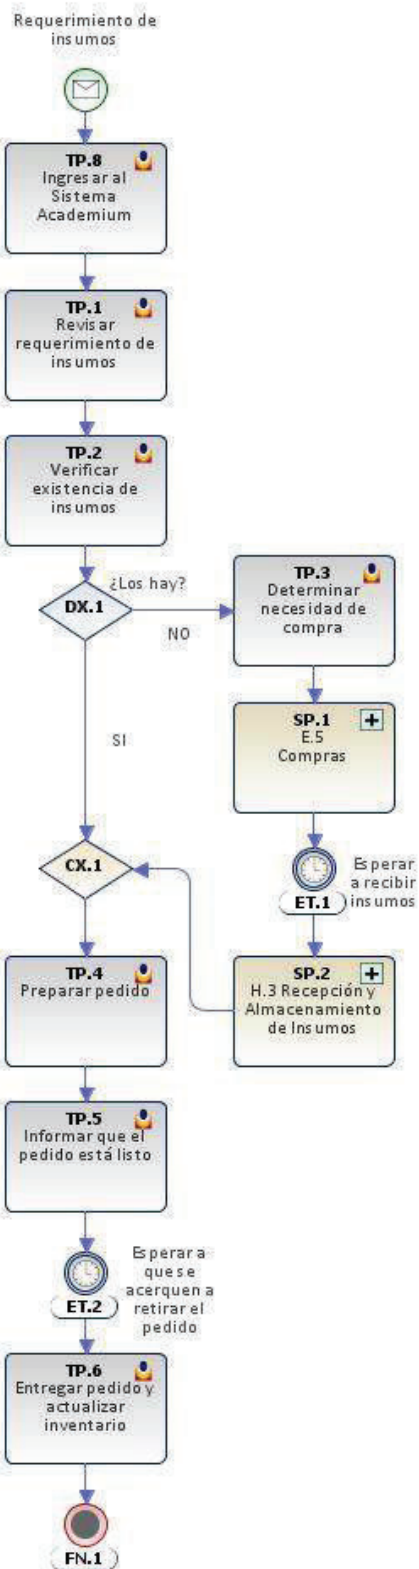 Requerimiento de
insumos
TP.8
Ingresar al
Sistema
Academium
TP.1
Revisar
requerimiento de
insumos
TP.2
Verificar
existencia de
insumos
¿Los hay?
DX.1
NO
TP.3
Determinar
necesidad de
compra
SP.1
E.5
Compras
SI
Esperar
a recibir
insumos
ET.1
CX.1
SP.2
H.3 Recepción y
Almacenamiento
de Insumos
TP.4
Preparar pedido
TP.5
Informar que el
pedido está listo
Esperar a
que se
acerquen a
retirar el
pedido
ET.2
TP.6
Entregar pedido y
actualizar
inventario
FN.1